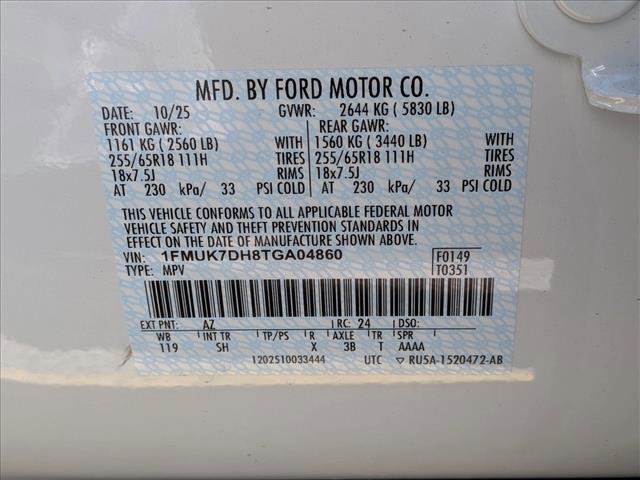 MFD. BY FORD MOTOR CO.
DATE: 10/25 GVWR: 2644 KG ( 5830 LB)
FRONT GAWR: REAR GAWR:
1161 KG ( 2560 LB) WITH 1560 KG ( 3440 LB) WITH
255/65R18 111H TIRES 255/65R18 111H TIRES
18x7.5J RIMS 18x7.5J RIMS
AT 230 kPa/ 33 PSI COLD AT 230 kPa/ 33 PSI COLD
THIS VEHICLE CONFORMS TO ALL APPLICABLE FEDERAL MOTOR
VEHICLE SAFETY AND THEFT PREVENTION STANDARDS IN
EFFECT ON THE DATE OF MANUFACTURE SHOWN ABOVE.
VIN: 1FMUK7DH8TGA04860 F0149
TYPE: MPV T0351
EXT PNT: AZ RC: 24 DSO:
WB INT TR TP/PS R AXLE TR SPR
119 SH X 3B T AAAA
1202510033444 UTC RU5A-1520472-AB